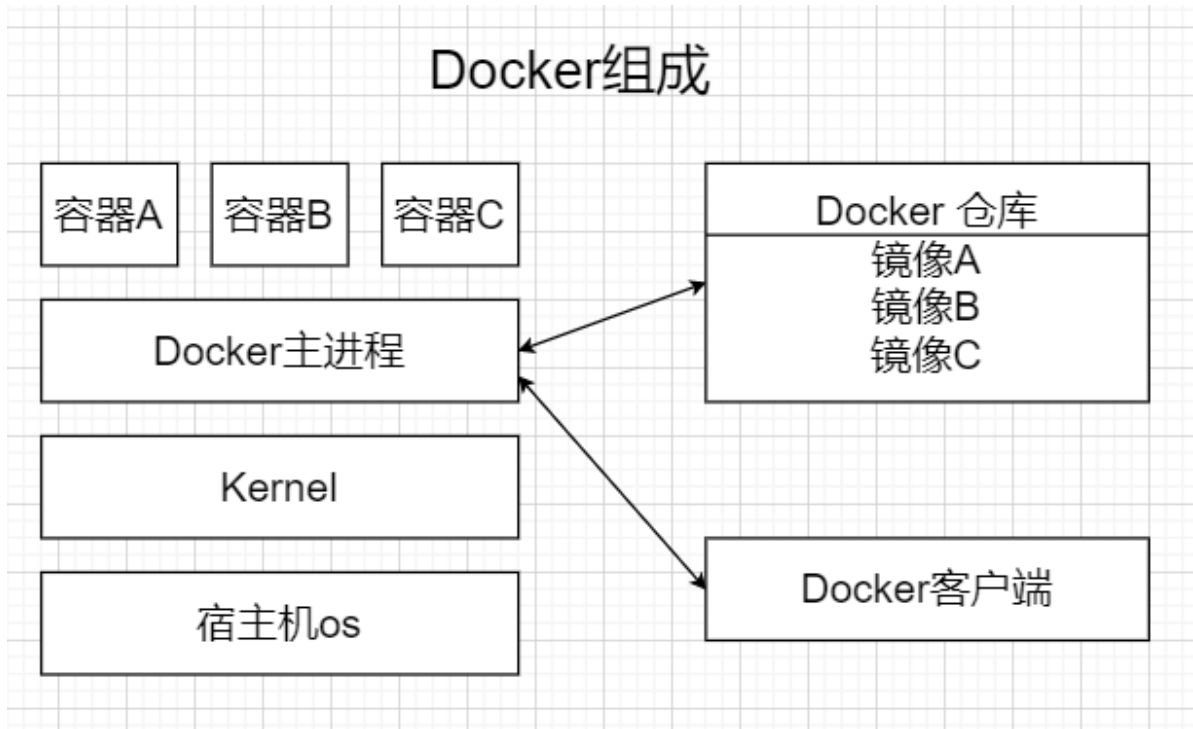 Docker组成
容器A
容器B
容器C
Docker主进程
Kernel
宿主机os
Docker 仓库
镜像A
镜像B
镜像C
Docker客户端